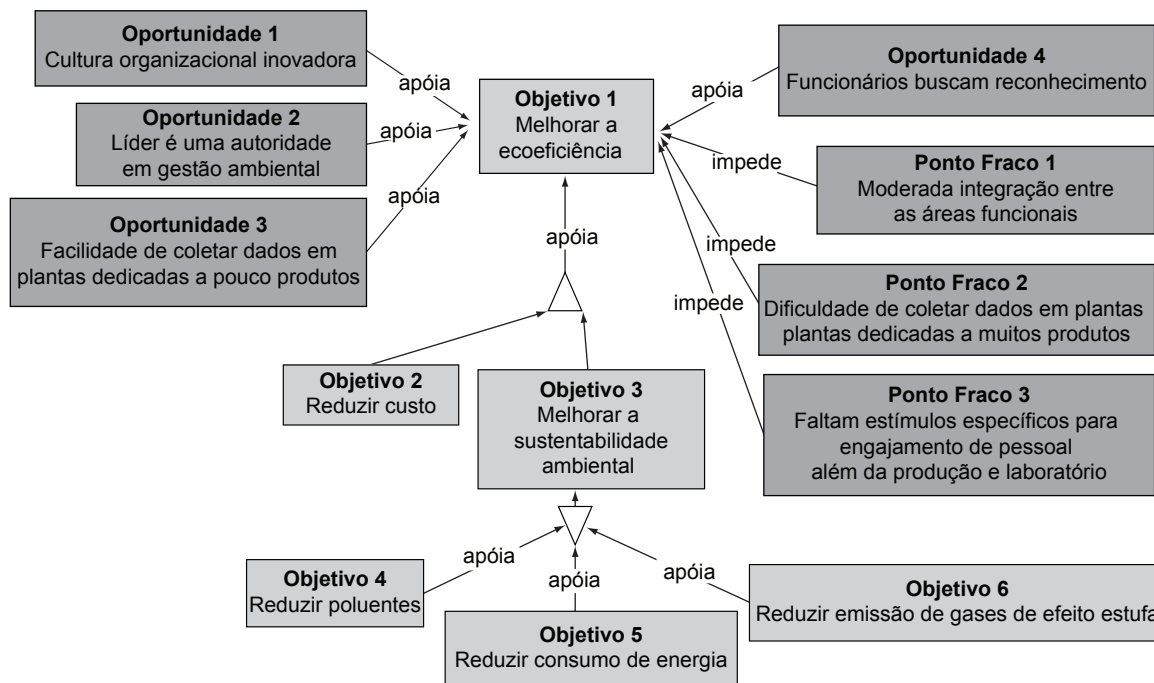 Oportunidade 1
Cultura organizacional inovadora
apóia
Oportunidade 2
Líder é uma autoridade
em gestão ambiental
apóia
Oportunidade 3
Facilidade de coletar dados em
plantas dedicadas a pouco produtos
apóia
Objetivo 1
Melhorar a
ecoeficiência
Oportunidade 4
Funcionários buscam reconhecimento
apóia
Ponto Fraco 1
Moderada integração entre
as áreas funcionais
impede
Ponto Fraco 2
Dificuldade de coletar dados em plantas
plantas dedicadas a muitos produtos
impede
Ponto Fraco 3
Faltam estímulos específicos para
engajamento de pessoal
além da produção e laboratório
impede
apóia
Objetivo 2
Reduzir custo
Objetivo 3
Melhorar a
sustentabilidade
ambiental
Objetivo 4
Reduzir poluentes
apóia
Objetivo 5
Reduzir consumo de energia
apóia
Objetivo 6
Reduzir emissão de gases de efeito estufa
apóia